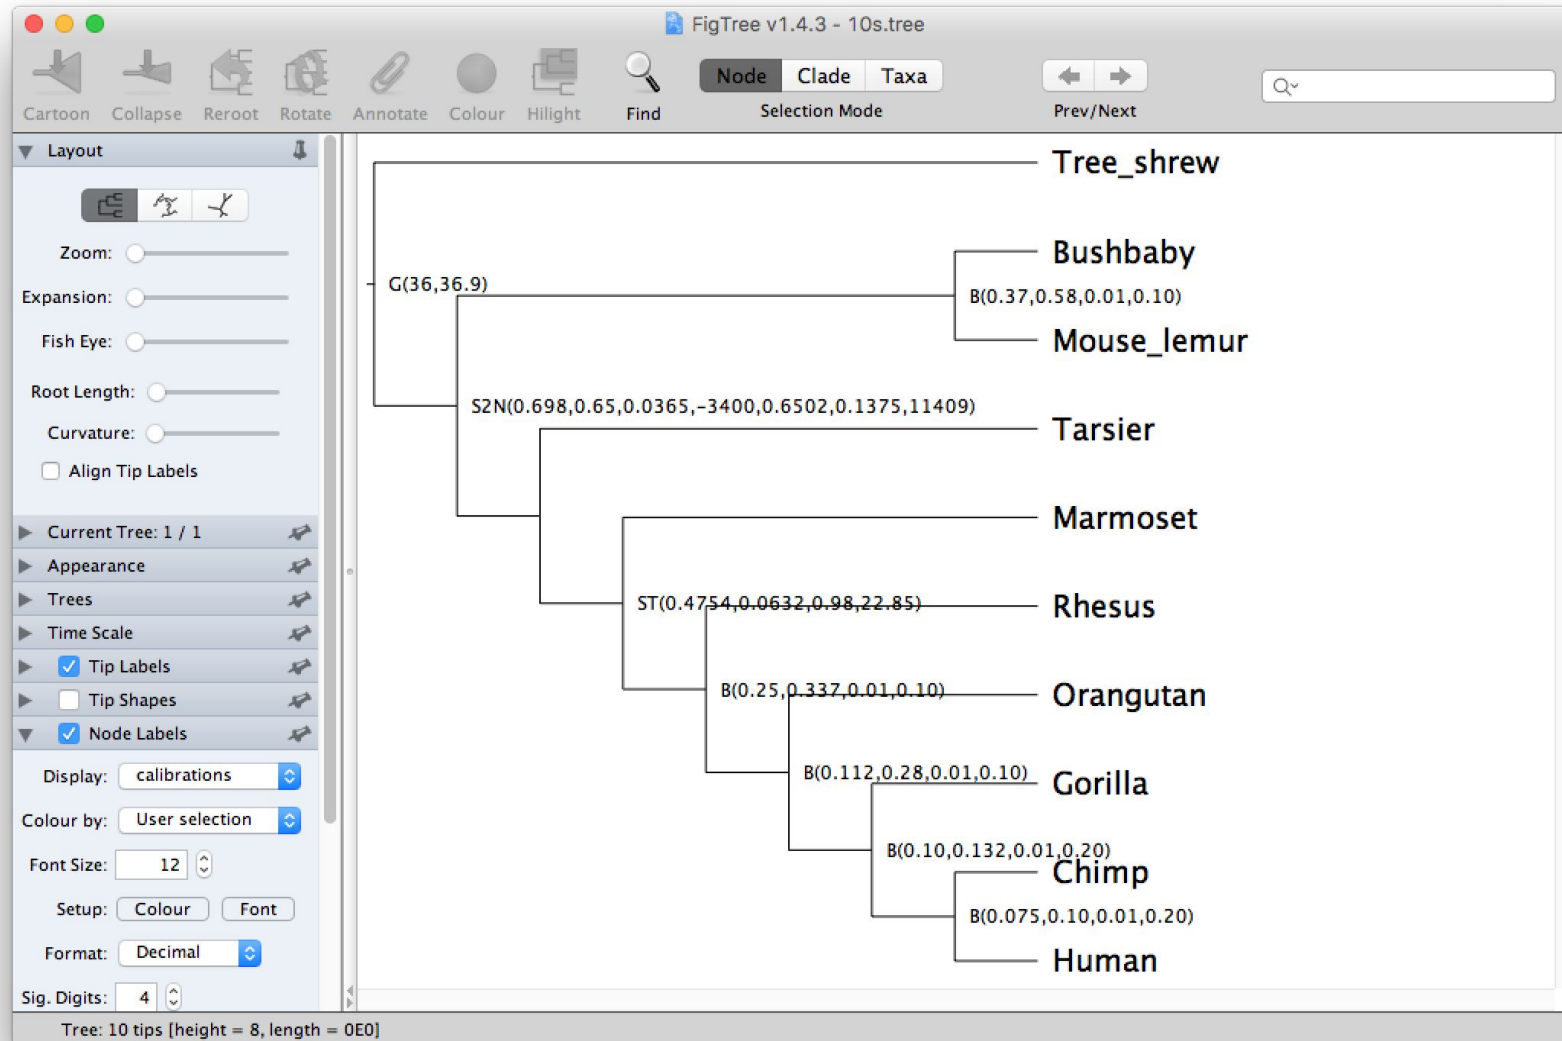 FigTree v1.4.3 - 10s.tree
Cartoon Collapse Reroot Rotate Annotate Colour Hilight Find
Node Clade Taxa
Selection Mode
Prev/Next
Layout
Zoom:
Expansion:
Fish Eye:
Root Length:
Curvature:
Align Tip Labels
Current Tree: 1 / 1
Appearance
Trees
Time Scale
Tip Labels
Tip Shapes
Node Labels
Display: calibrations
Colour by: User selection
Font Size: 12
Setup: Colour Font
Format: Decimal
Sig. Digits: 4
Tree_shrew
G(36,36.9)
Bushbaby
B(0.37,0.58,0.01,0.10)
Mouse_lemur
S2N(0.698,0.65,0.0365,-3400,0.6502,0.1375,11409)
Tarsier
Marmoset
ST(0.4754,0.0632,0.98,22.85)
Rhesus
B(0.25,0.337,0.01,0.10)
Orangutan
B(0.112,0.28,0.01,0.10)
Gorilla
B(0.10,0.132,0.01,0.20)
Chimp
B(0.075,0.10,0.01,0.20)
Human
Tree: 10 tips [height = 8, length = 0E0]